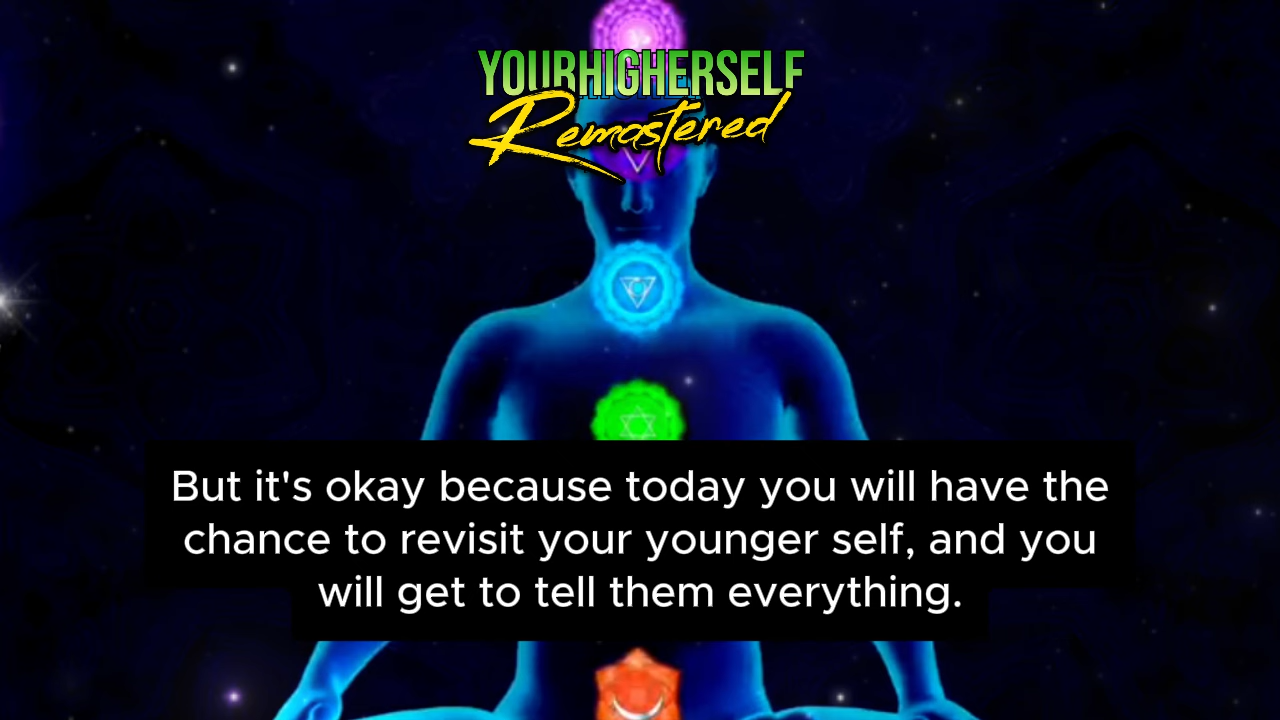 YOURHIGHERSELF
Remastered
But it's okay because today you will have the
chance to revisit your younger self, and you
will get to tell them everything.